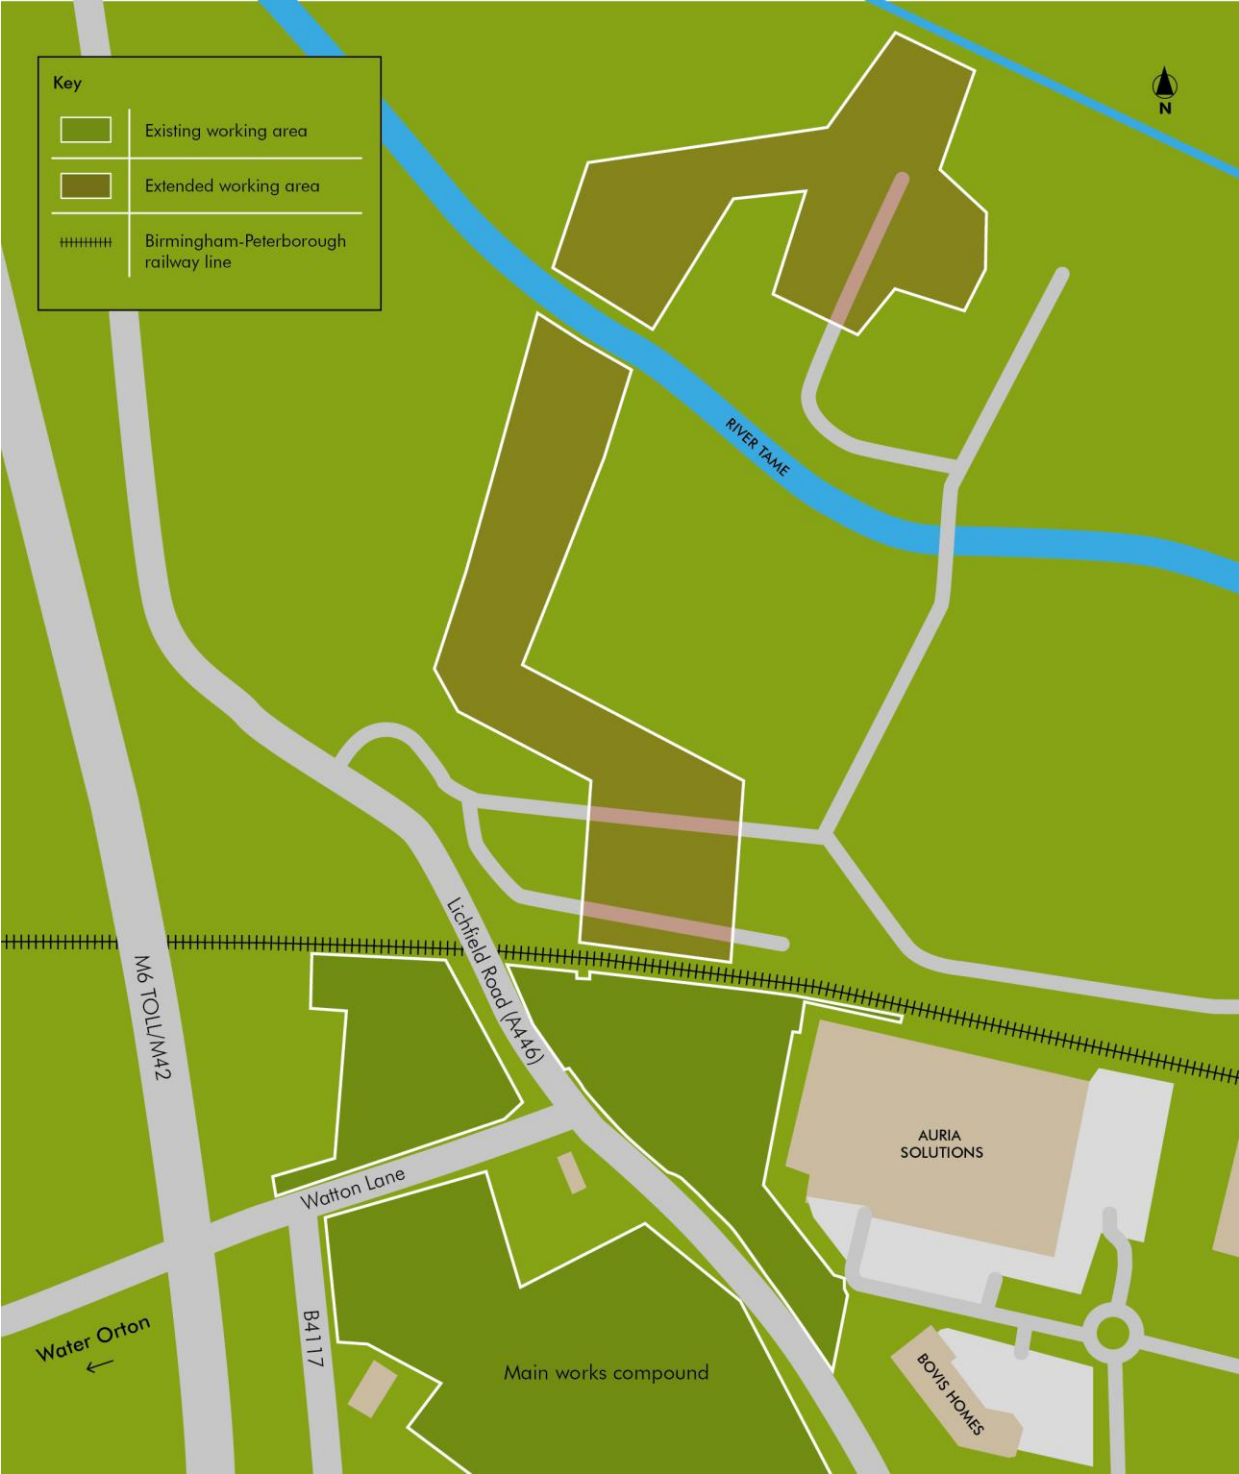 Key
Existing working area
Extended working area
Birmingham-Peterborough
railway line
N
RIVER TAME
Lichfield Road (A446)
M6 TOLL/M42
AURIA
SOLUTIONS
Watton Lane
B4117
Water Orton
Main works compound
BOVIS HOMES